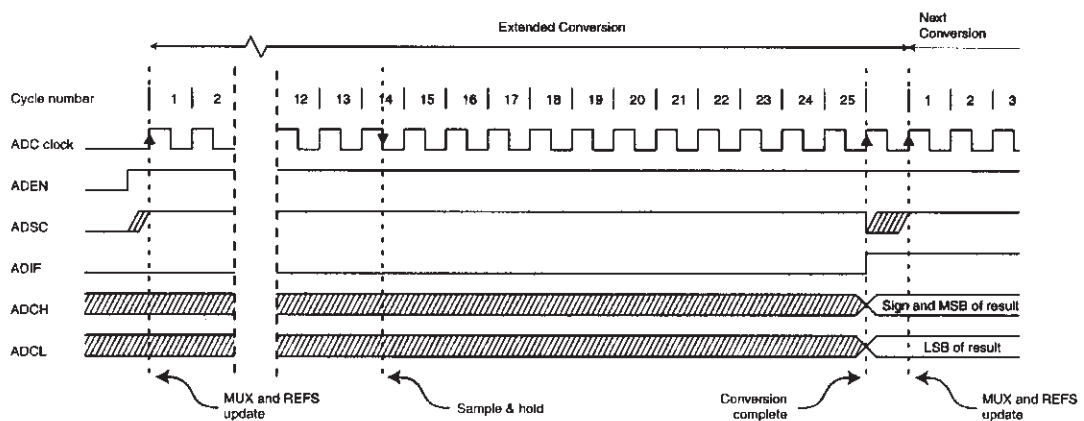 Extended Conversion
Next
Conversion
Cycle number 1 2 12 13 14 15 16 17 18 19 20 21 22 23 24 25 1 2 3
ADC clock
ADEN
ADSC
ADIF
ADCH Sign and MSB of result
ADCL LSB of result
MUX and REFS
update
Sample & hold
Conversion
complete
MUX and REFS
update